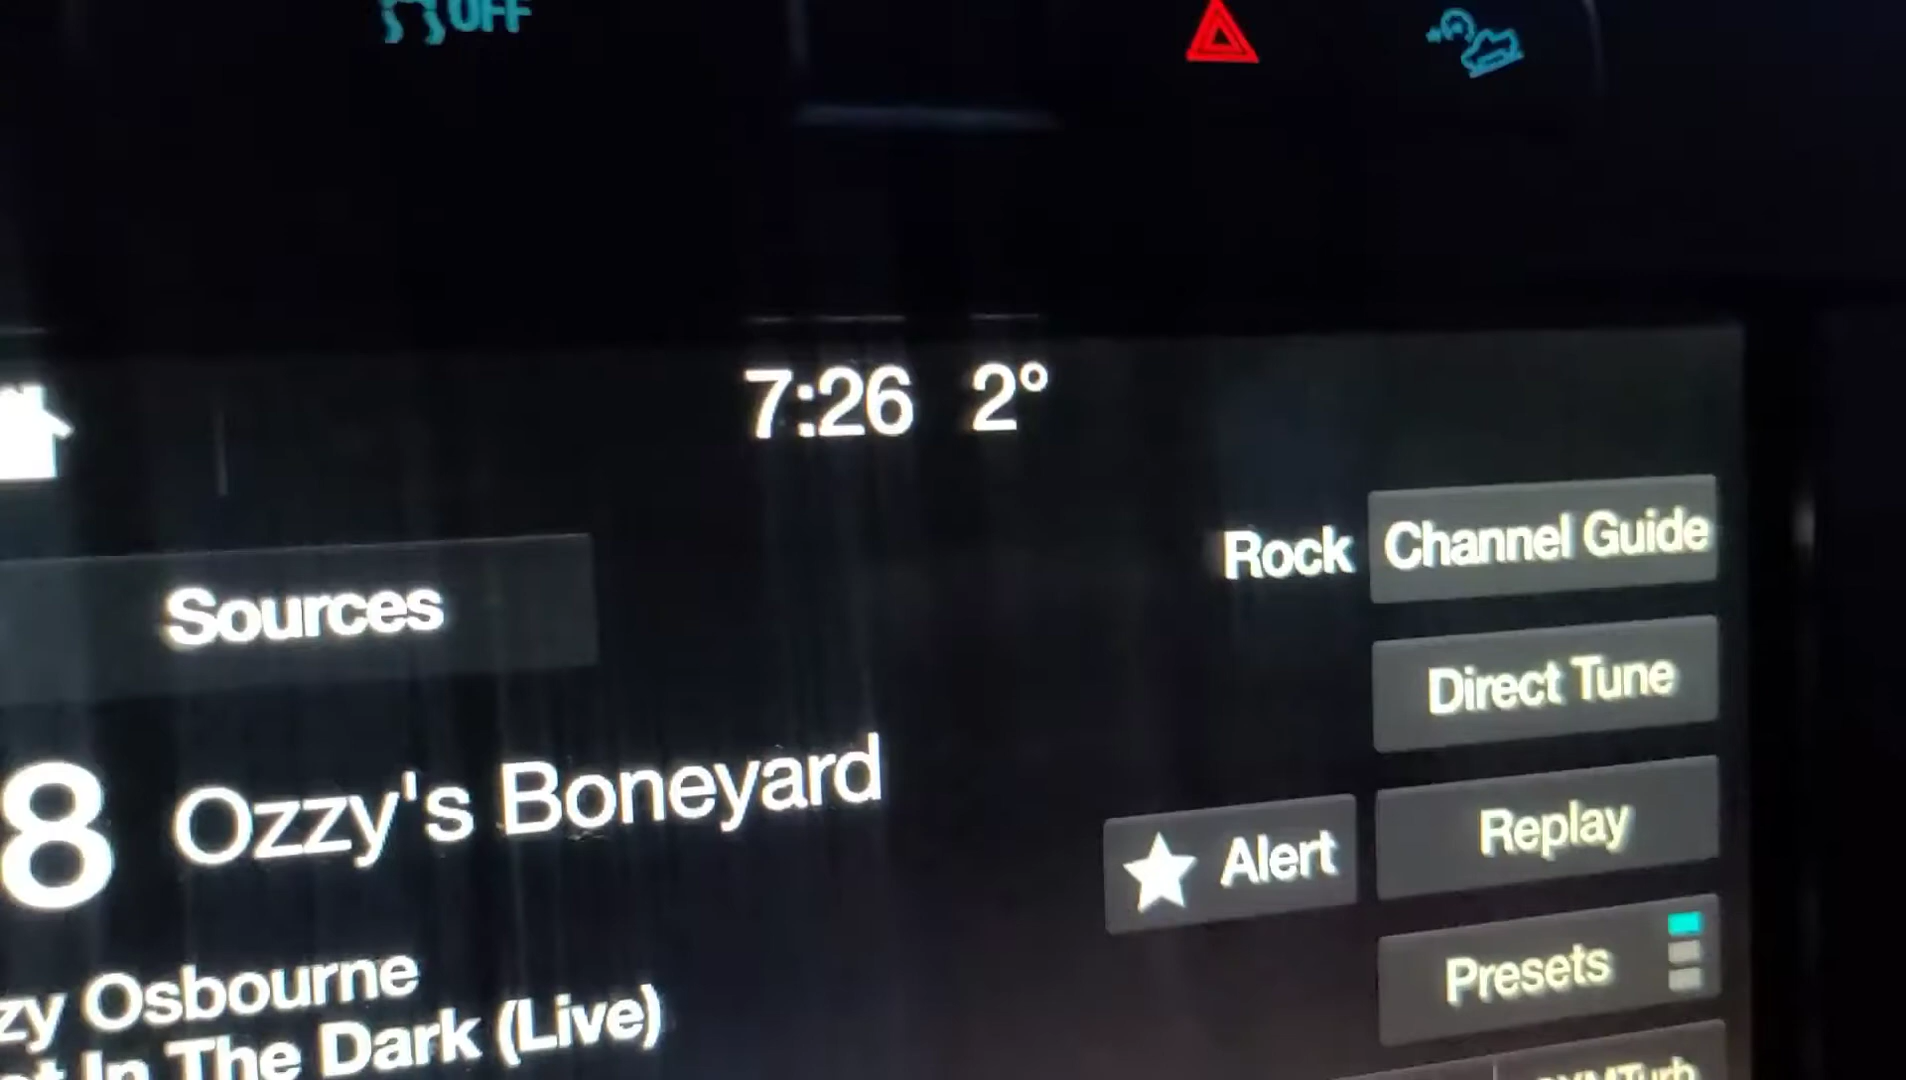 OFF
7:26 2°
Rock Channel Guide
Sources
Direct Tune
8 Ozzy's Boneyard
Replay
Alert
Presets
Osbourne
In The Dark (Live)